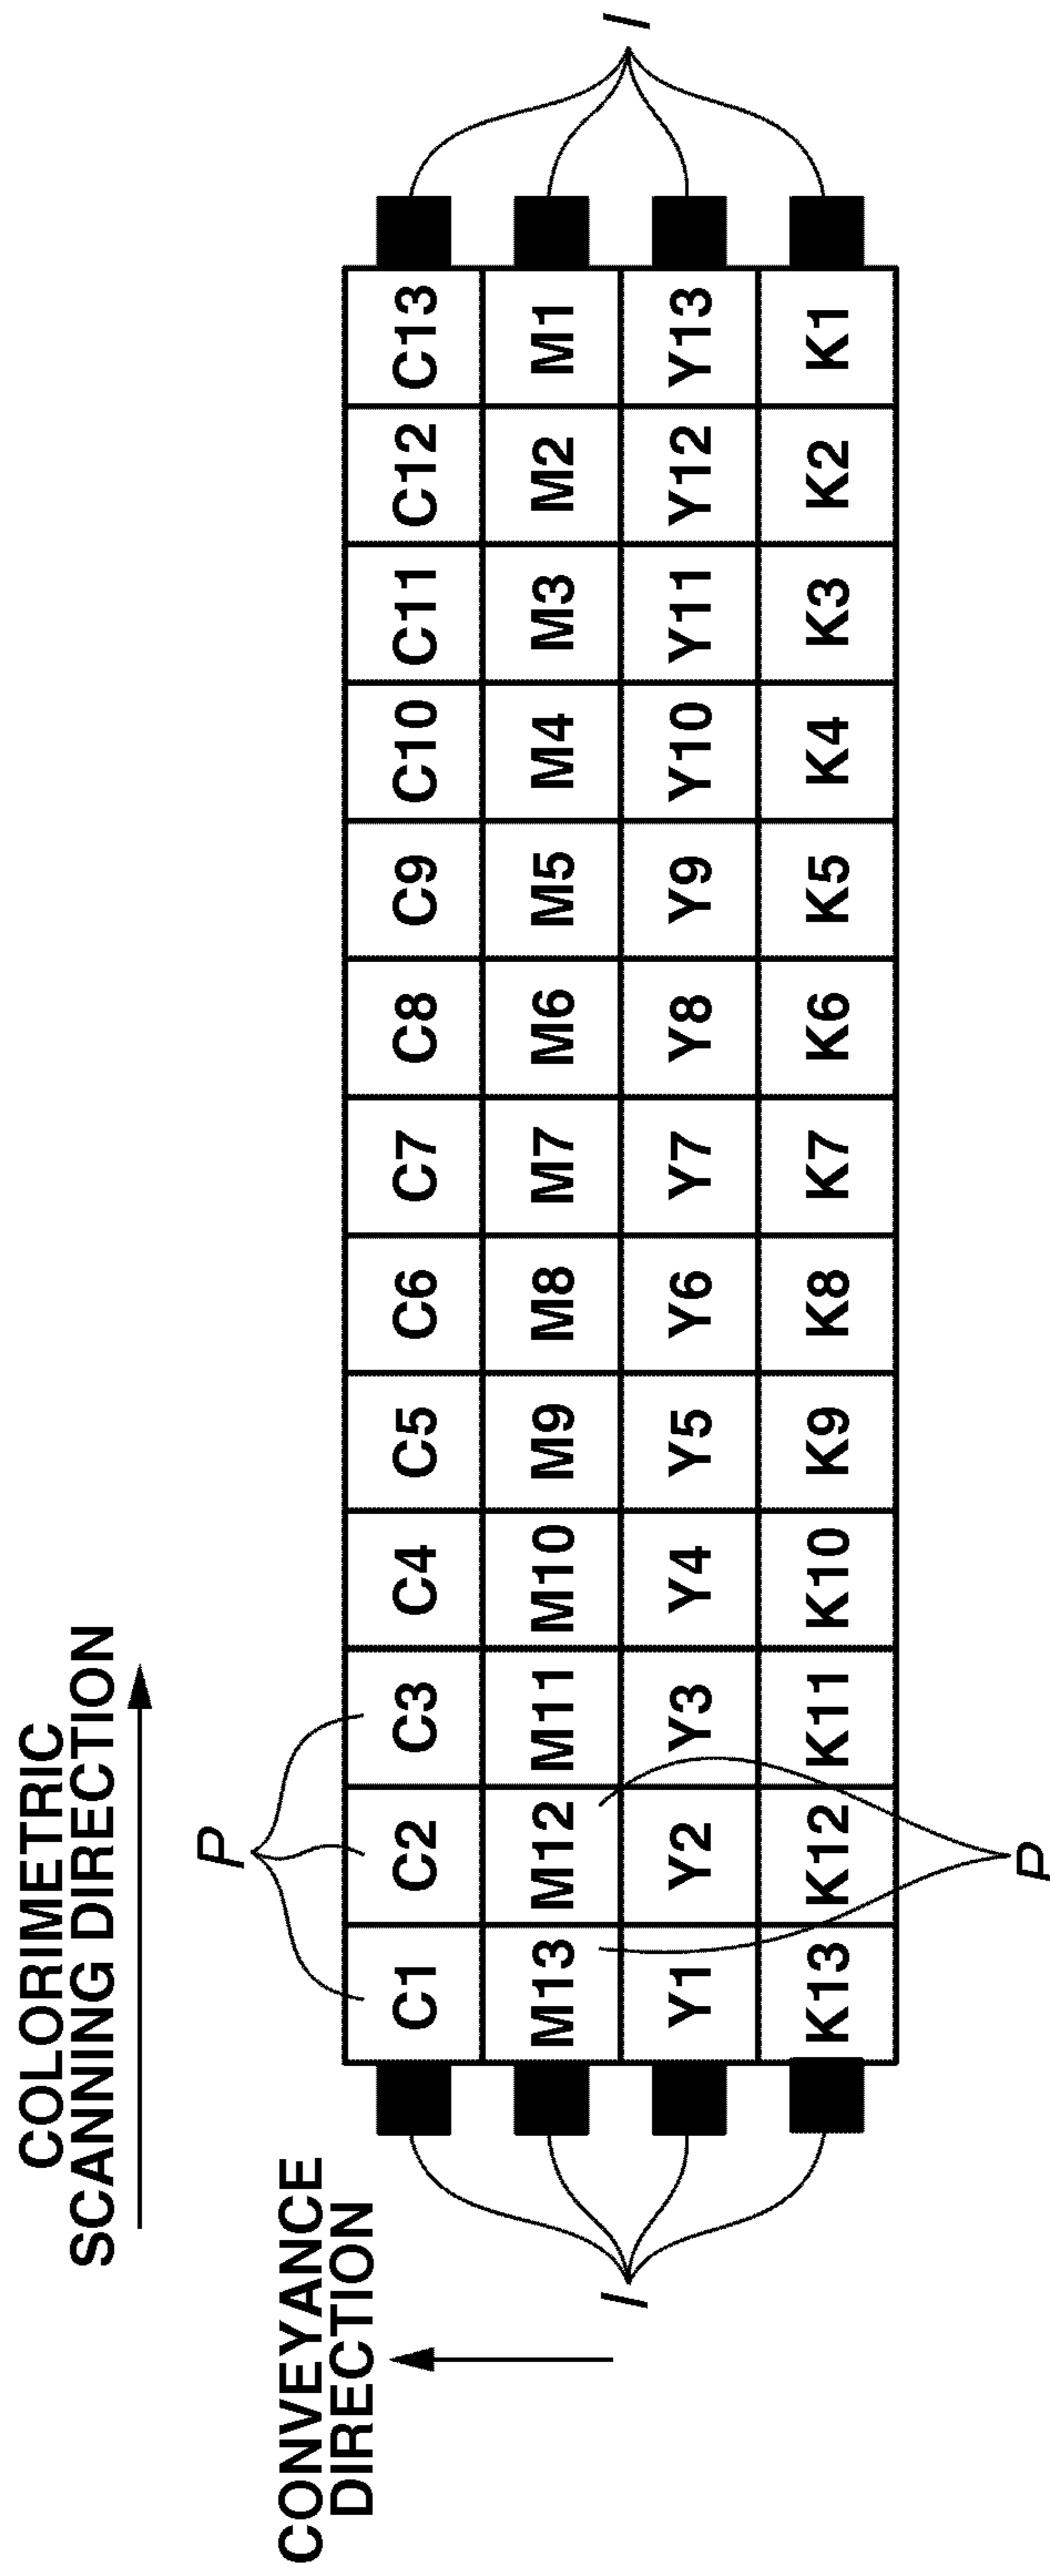 COLORIMETRIC
SCANNING DIRECTION
CONVEYANCE
DIRECTION
P
C1 C2 C3 C4 C5 C6 C7 C8 C9 C10 C11 C12 C13
M13 M12 M11 M10 M9 M8 M7 M6 M5 M4 M3 M2 M1
Y1 Y2 Y3 Y4 Y5 Y6 Y7 Y8 Y9 Y10 Y11 Y12 Y13
K13 K12 K11 K10 K9 K8 K7 K6 K5 K4 K3 K2 K1
I
I
P